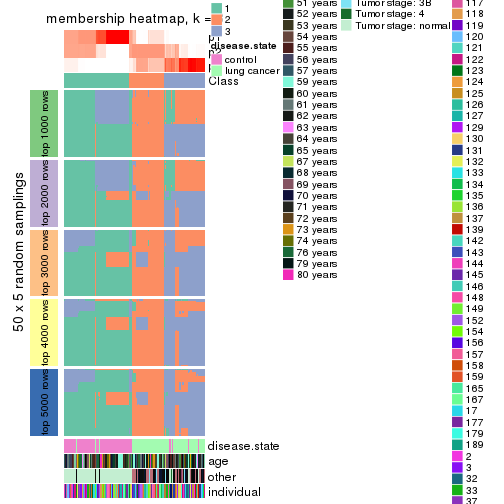 membership heatmap, k =
1
2
3
disease.state
control
lung cancer
p1
p2
Class
50 x 5 random samplings
top 1000 rows
top 2000 rows
top 3000 rows
top 4000 rows
top 5000 rows
disease.state
age
other
individual
51 years
52 years
53 years
54 years
55 years
56 years
57 years
59 years
60 years
61 years
62 years
63 years
64 years
65 years
67 years
68 years
69 years
70 years
71 years
72 years
73 years
74 years
76 years
79 years
80 years
Tumor stage: 3B
Tumor stage: 4
Tumor stage: normal
117
118
119
120
121
122
123
124
125
126
127
129
130
131
132
133
134
135
136
137
139
142
143
144
145
146
148
149
152
154
156
157
158
159
165
167
17
177
179
189
2
3
32
33
37